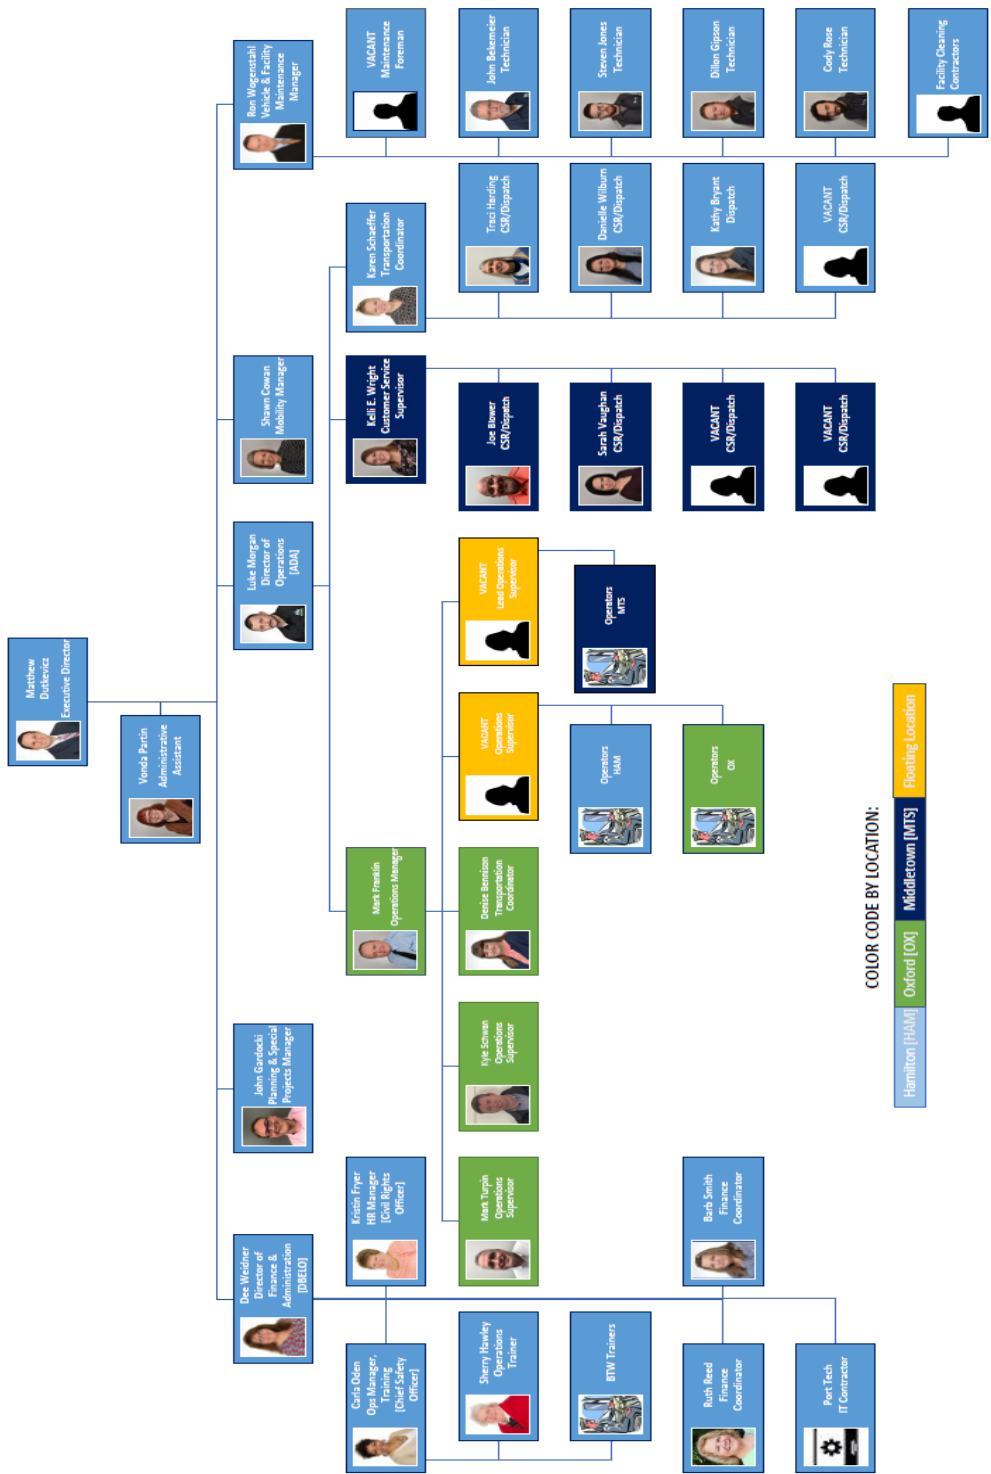 Matthew
Dutkevicz
Executive Director
Vonda Partin
Administrative
Assistant
Dee Weidner
Director of
Finance &
Administration
[DBELO]
John Gardocki
Planning & Special
Projects Manager
Luke Morgan
Director of
Operations
[ADA]
Shawn Cowan
Mobility Manager
Ron Wogenstahl
Vehicle & Facility
Maintenance
Manager
Carla Oden
Ops Manager,
Training
[Chief Safety
Officer]
Kristin Fryer
HR Manager
[Civil Rights
Officer]
Mark Franklin
Operations Manager
Kelli E. Wright
Customer Service
Supervisor
Karen Schaeffer
Transportation
Coordinator
VACANT
Maintenance
Foreman
Sherry Hawley
Operations
Trainer
Mark Turpin
Operations
Supervisor
Kyle Schwan
Operations
Supervisor
Denise Bennison
Transportation
Coordinator
VACANT
Operations
Supervisor
VACANT
Lead Operations
Supervisor
Joe Blower
CSR/Dispatch
Traci Harding
CSR/Dispatch
John Bekemeier
Technician
BTW Trainers
Operators
HAM
Operators
MTS
Sarah Vaughan
CSR/Dispatch
Danielle Wilburn
CSR/Dispatch
Steven Jones
Technician
Ruth Reed
Finance
Coordinator
Barb Smith
Finance
Coordinator
Operators
OX
VACANT
CSR/Dispatch
Kathy Bryant
Dispatch
Dillon Gipson
Technician
Port Tech
IT Contractor
VACANT
CSR/Dispatch
VACANT
CSR/Dispatch
Cody Rose
Technician
Facility Cleaning
Contractors
COLOR CODE BY LOCATION:
Hamilton [HAM]
Oxford [OX]
Middletown [MTS]
Floating Location